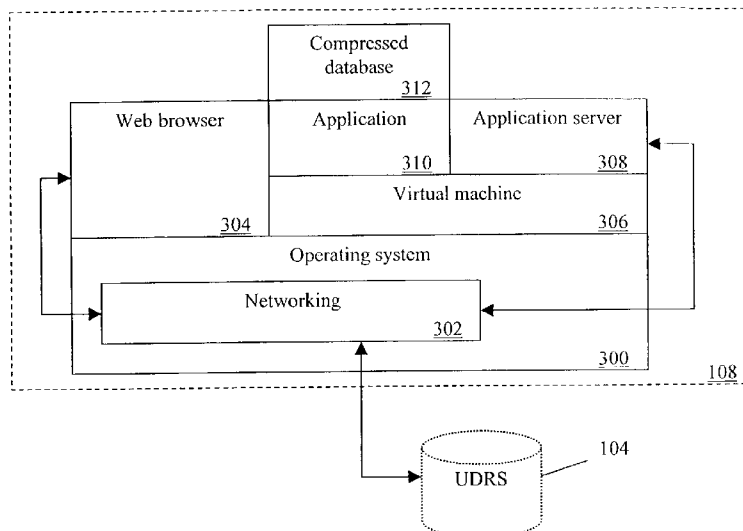 Compressed
database
312
Web browser
Application
Application server
310
308
Virtual machine
304
306
Operating system
Networking
302
300
108
104
UDRS